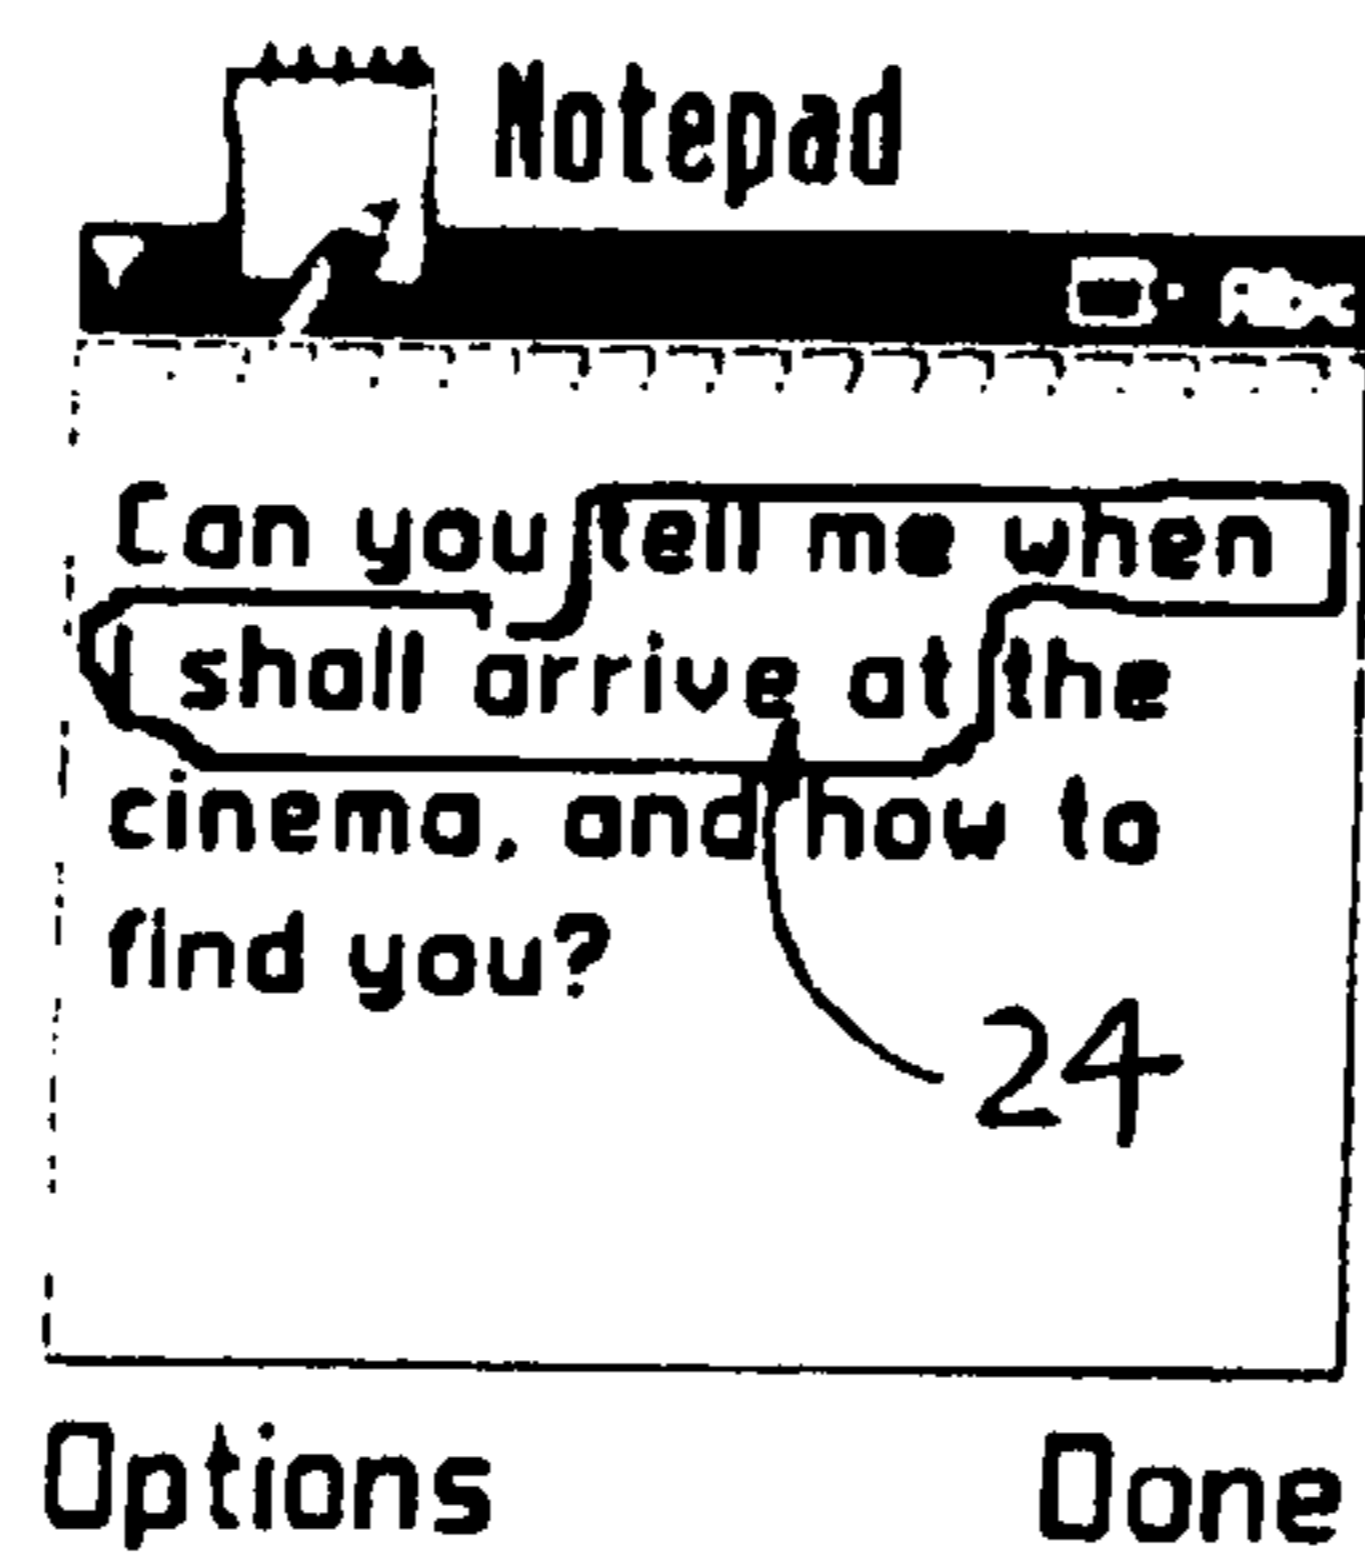 Notepad
Abc
Can you tell me when
I shall arrive at the
cinema, and how to
find you?
24
Options
Done